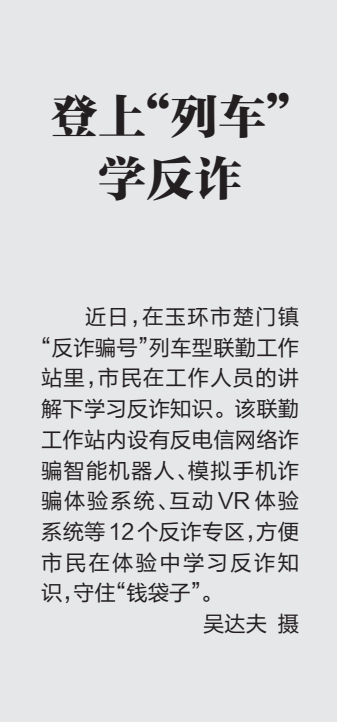 登上“列车”
学反诈
近日，在玉环市楚门镇
“反诈骗号”列车型联勤工作
站里，市民在工作人员的讲
解下学习反诈知识。该联勤
工作站内设有反电信网络诈
骗智能机器人、模拟手机诈
骗体验系统、互动VR体验
系统等12个反诈专区，方便
市民在体验中学习反诈知
识，守住“钱袋子”。
吴达夫 摄